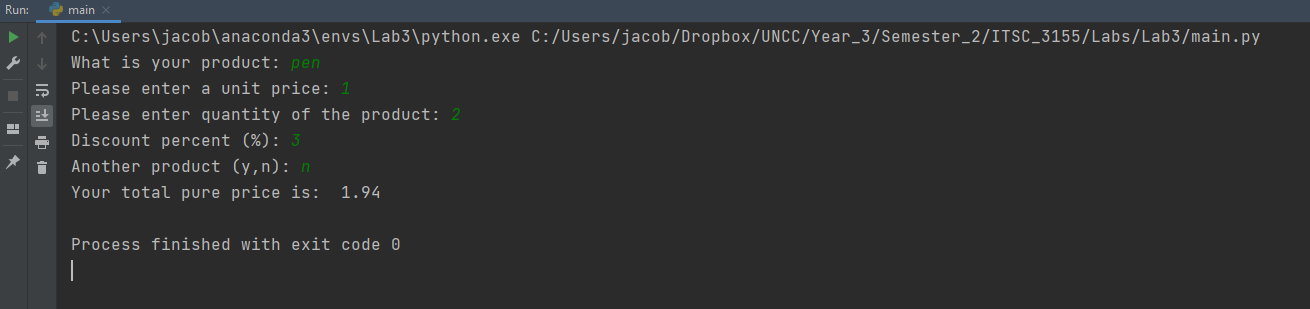 Run: main
C:\Users\jacob\anaconda3\envs\Lab3\python.exe C:/Users/jacob/Dropbox/UNCC/Year_3/Semester_2/ITSC_3155/Labs/Lab3/main.py
What is your product: pen
Please enter a unit price: 1
Please enter quantity of the product: 2
Discount percent (%): 3
Another product (y,n): n
Your total pure price is:  1.94
Process finished with exit code 0